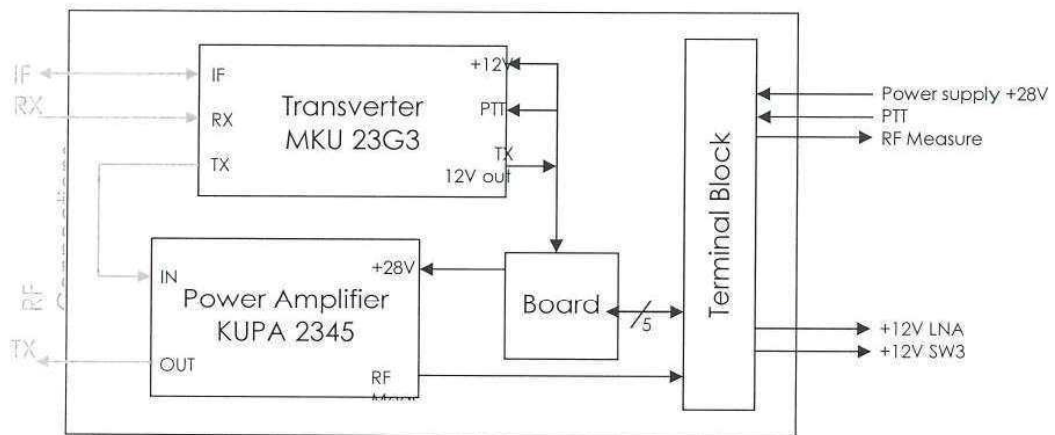 IF
RX
RF
TX
IF
RX
TX
Transverter
MKU 23G3
+12V
PTT
TX
12V out
IN
OUT
Power Amplifier
KUPA 2345
+28V
RF
Board
5
Terminal Block
Power supply +28V
PTT
RF Measure
+12V LNA
+12V SW3